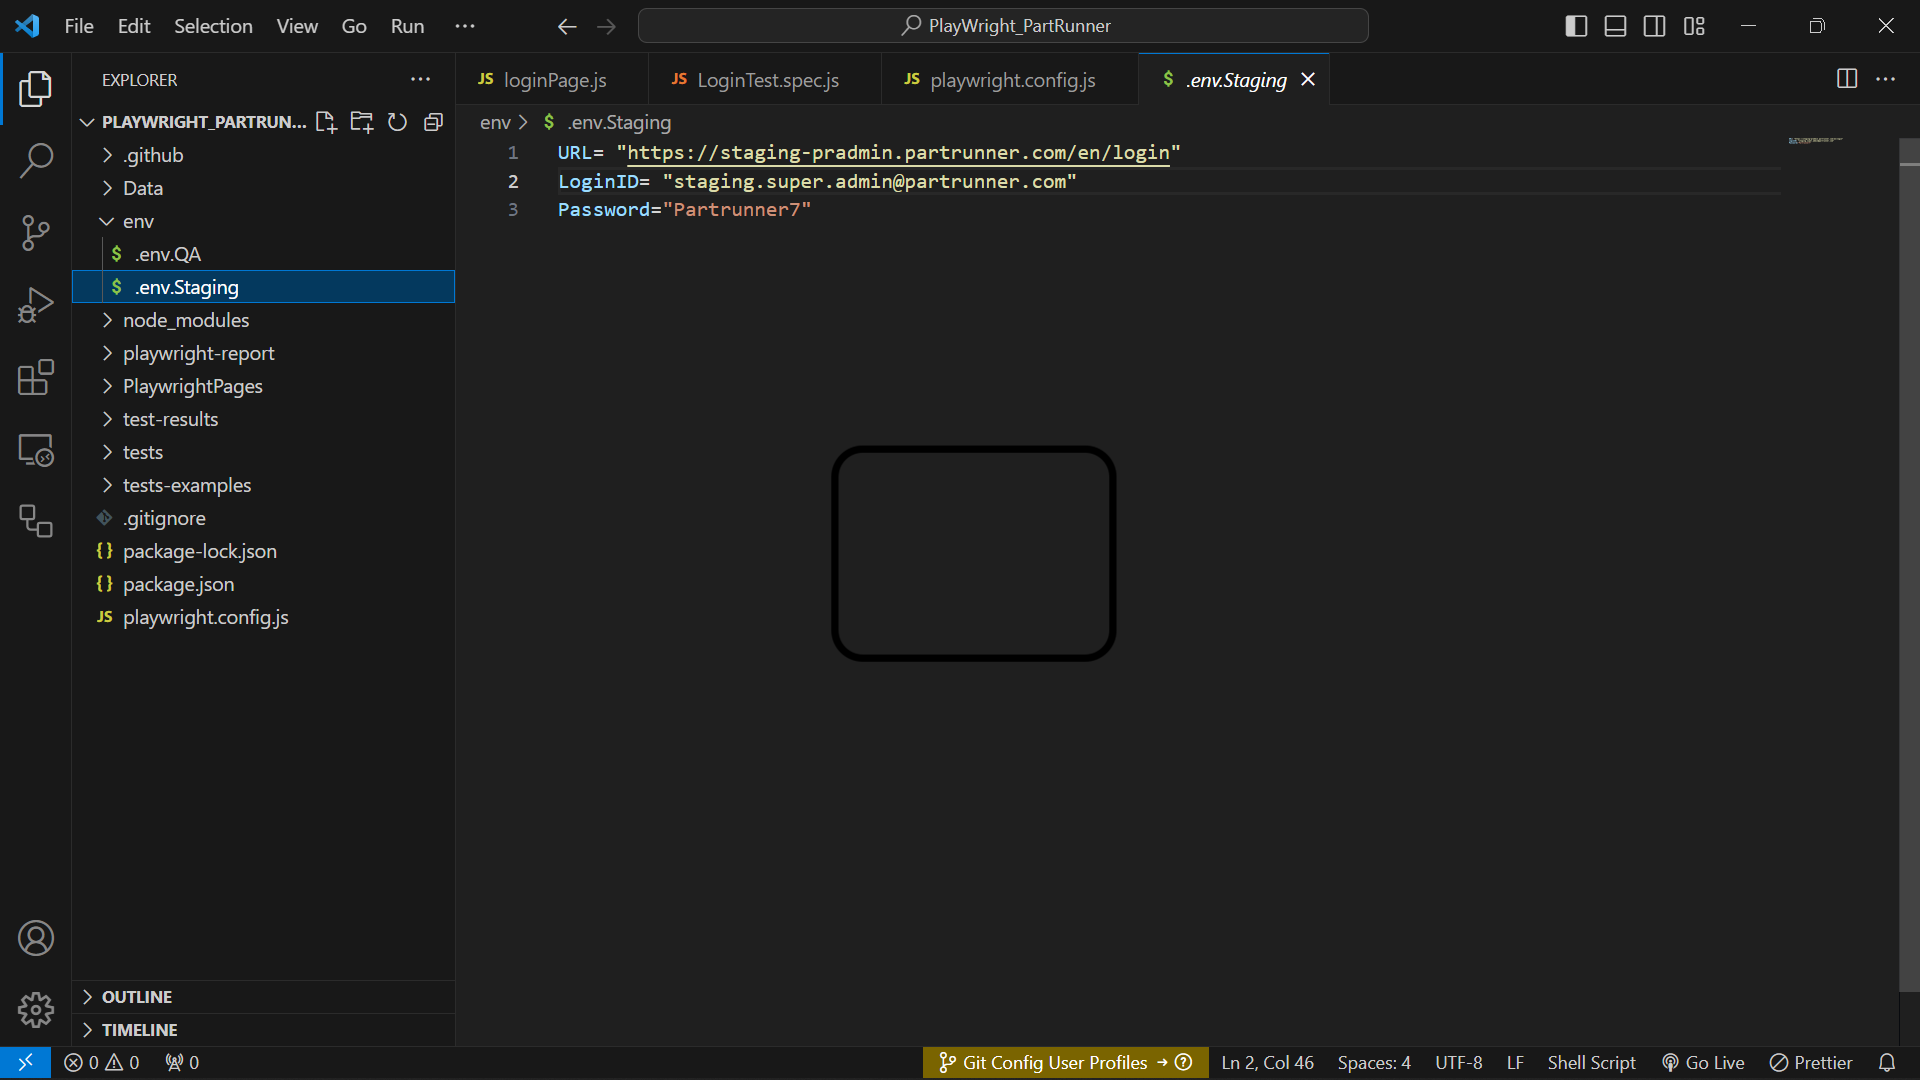 File Edit Selection View Go Run ··· PlayWright_PartRunner
EXPLORER ···
PLAYWRIGHT_PARTRUN...
.github
Data
env
$ .env.QA
$ .env.Staging
node_modules
playwright-report
PlaywrightPages
test-results
tests
tests-examples
.gitignore
{} package-lock.json
{} package.json
JS playwright.config.js
OUTLINE
TIMELINE
JS loginPage.js JS LoginTest.spec.js JS playwright.config.js $ .env.Staging
env > $ .env.Staging
1 URL= "https://staging-pradmin.partrunner.com/en/login"
2 LoginID= "staging.super.admin@partrunner.com"
3 Password="Partrunner7"
0 0 0 Git Config User Profiles → ? Ln 2, Col 46 Spaces: 4 UTF-8 LF Shell Script Go Live Prettier